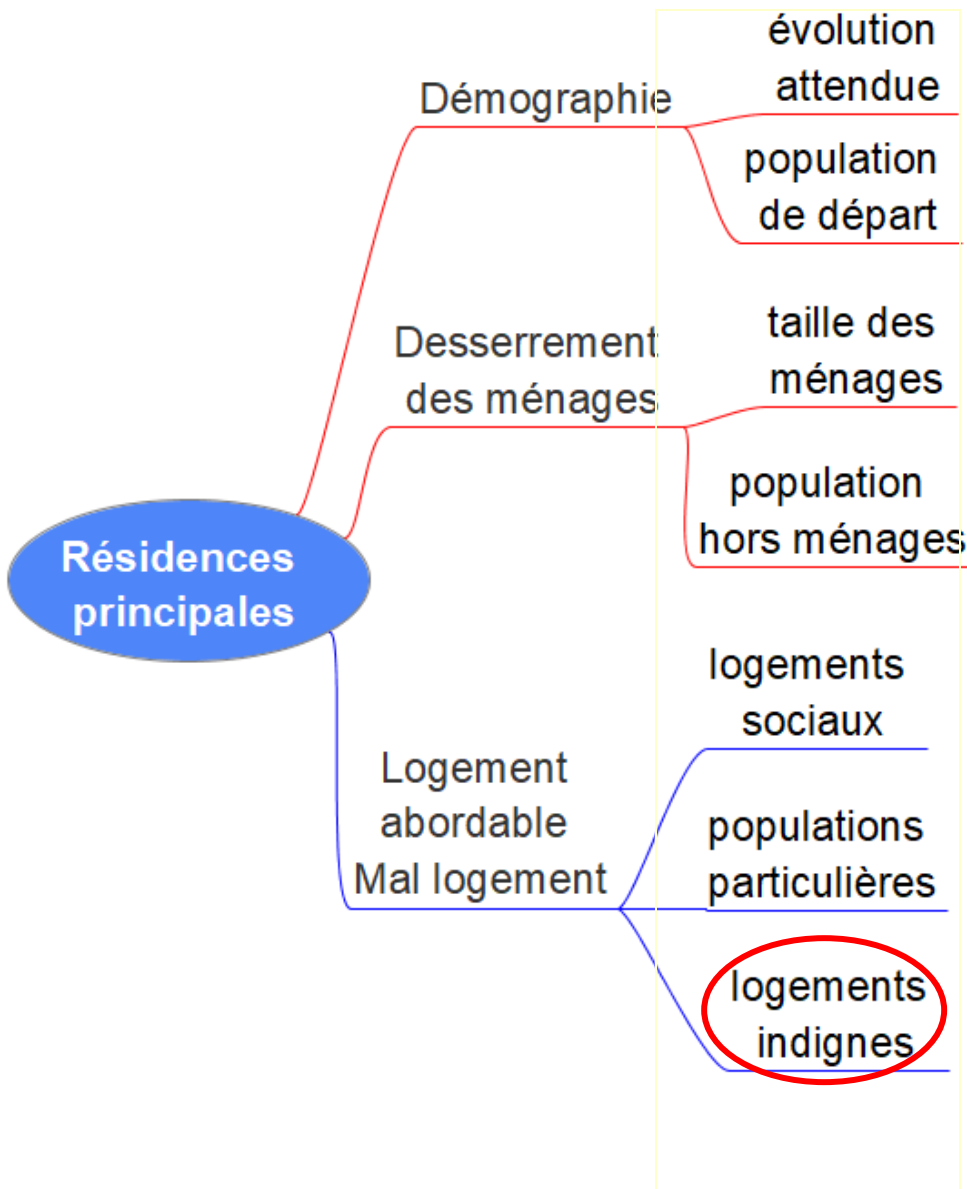 évolution
attendue
Démographie
population
de départ
taille des
ménages
Desserrement
des ménages
population
hors ménages
Résidences
principales
logements
sociaux
Logement
abordable
Mal logement
populations
particulières
logements
indignes